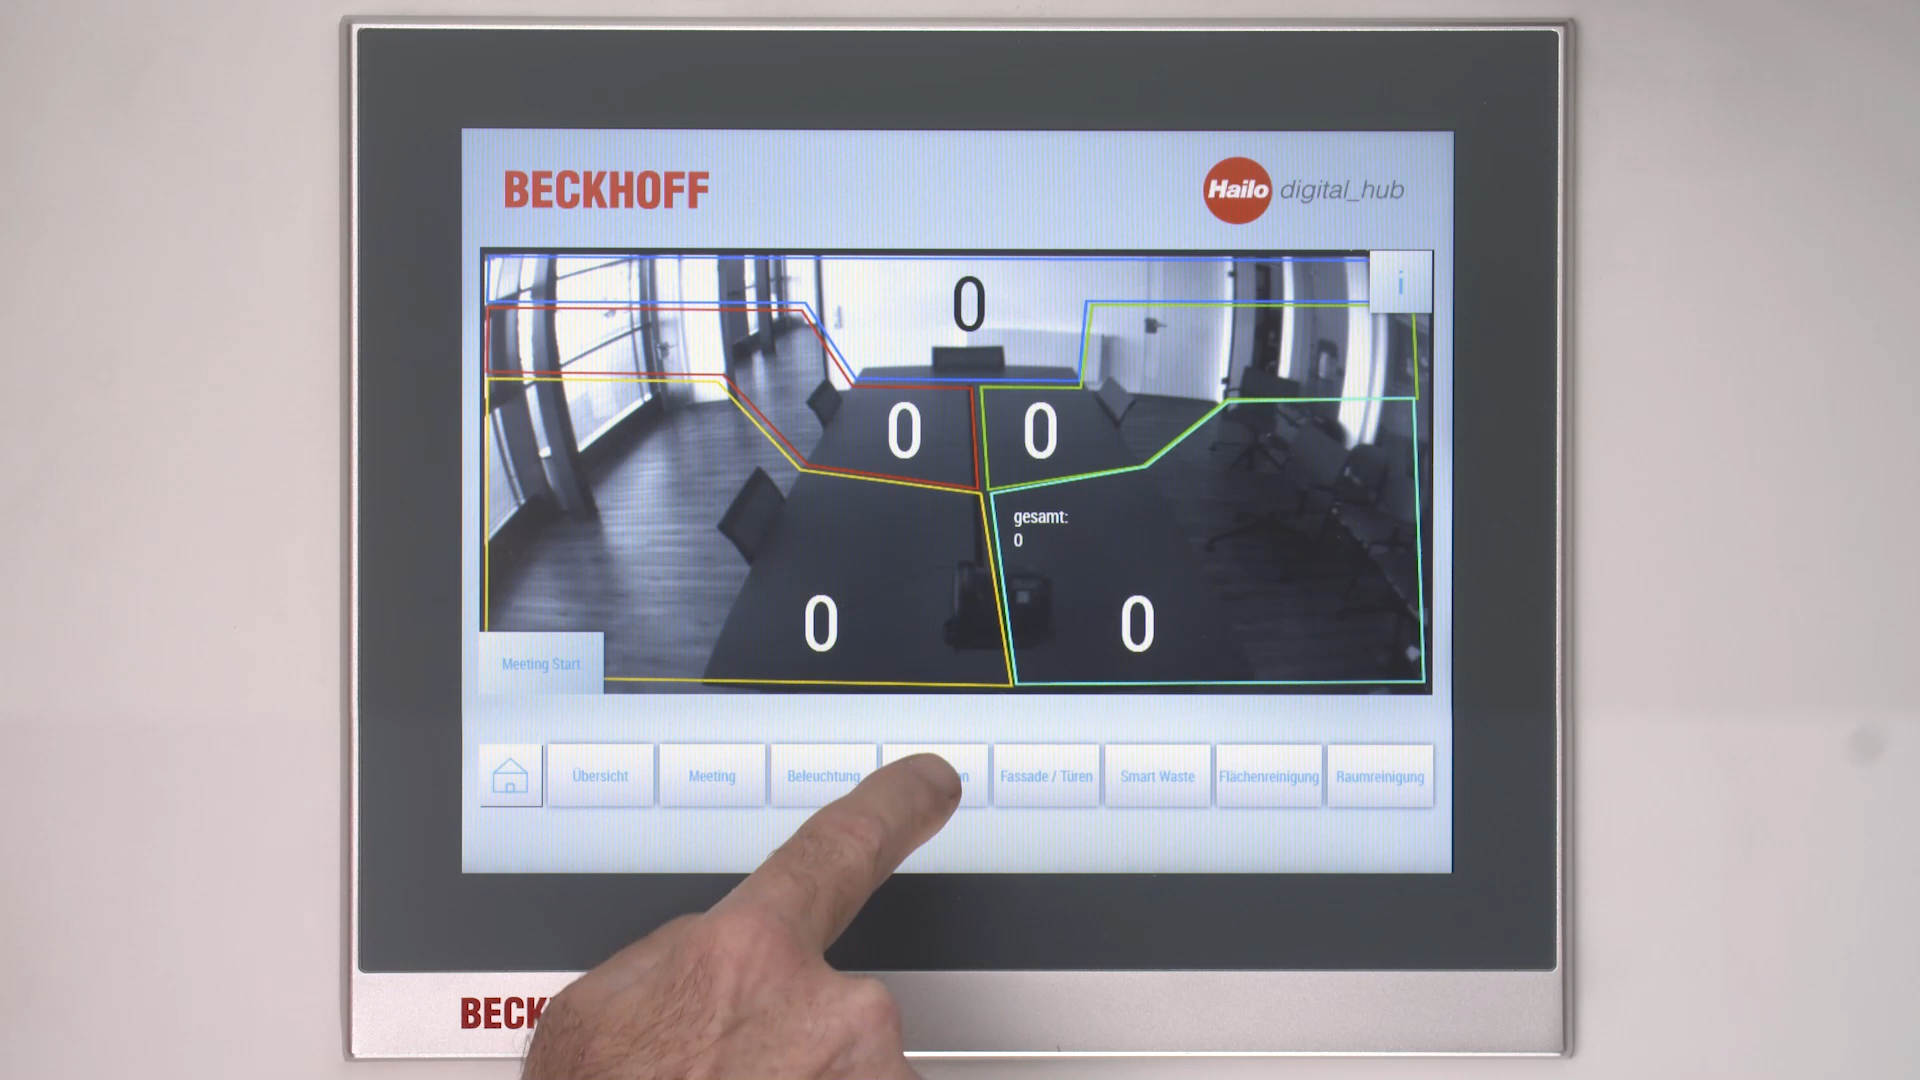 BECKHOFF
Hailo digital_hub
i
0
0 0
gesamt:
0
0 0
Meeting Start
Übersicht
Meeting
Beleuchtung
Fassade / Türen
Smart Waste
Flächenreinigung
Raumreinigung